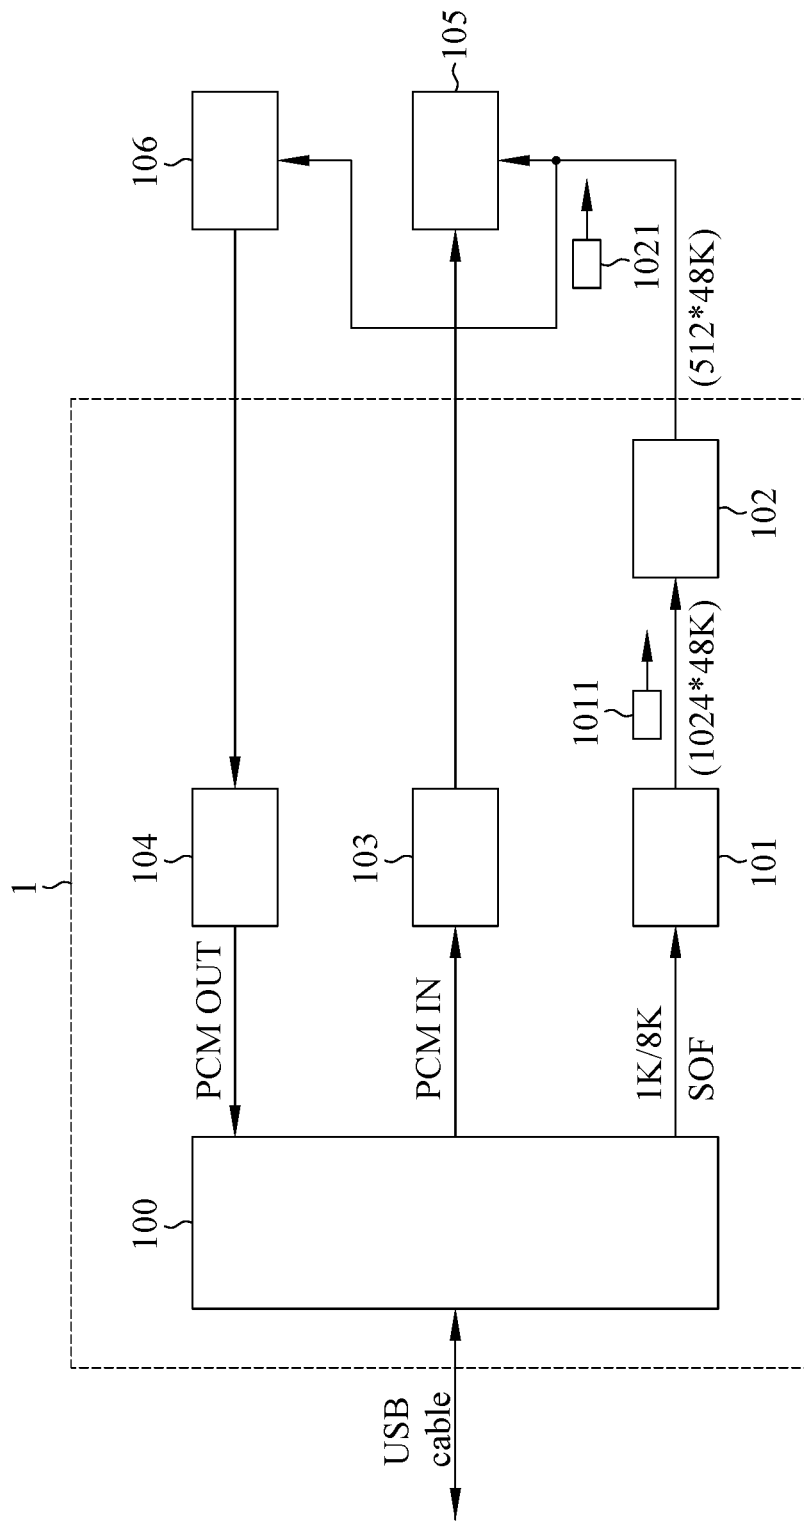 1
USB
cable
100
PCM OUT
104
106
PCM IN
103
105
1K/8K
SOF
101
1011
(1024*48K)
102
1021
(512*48K)